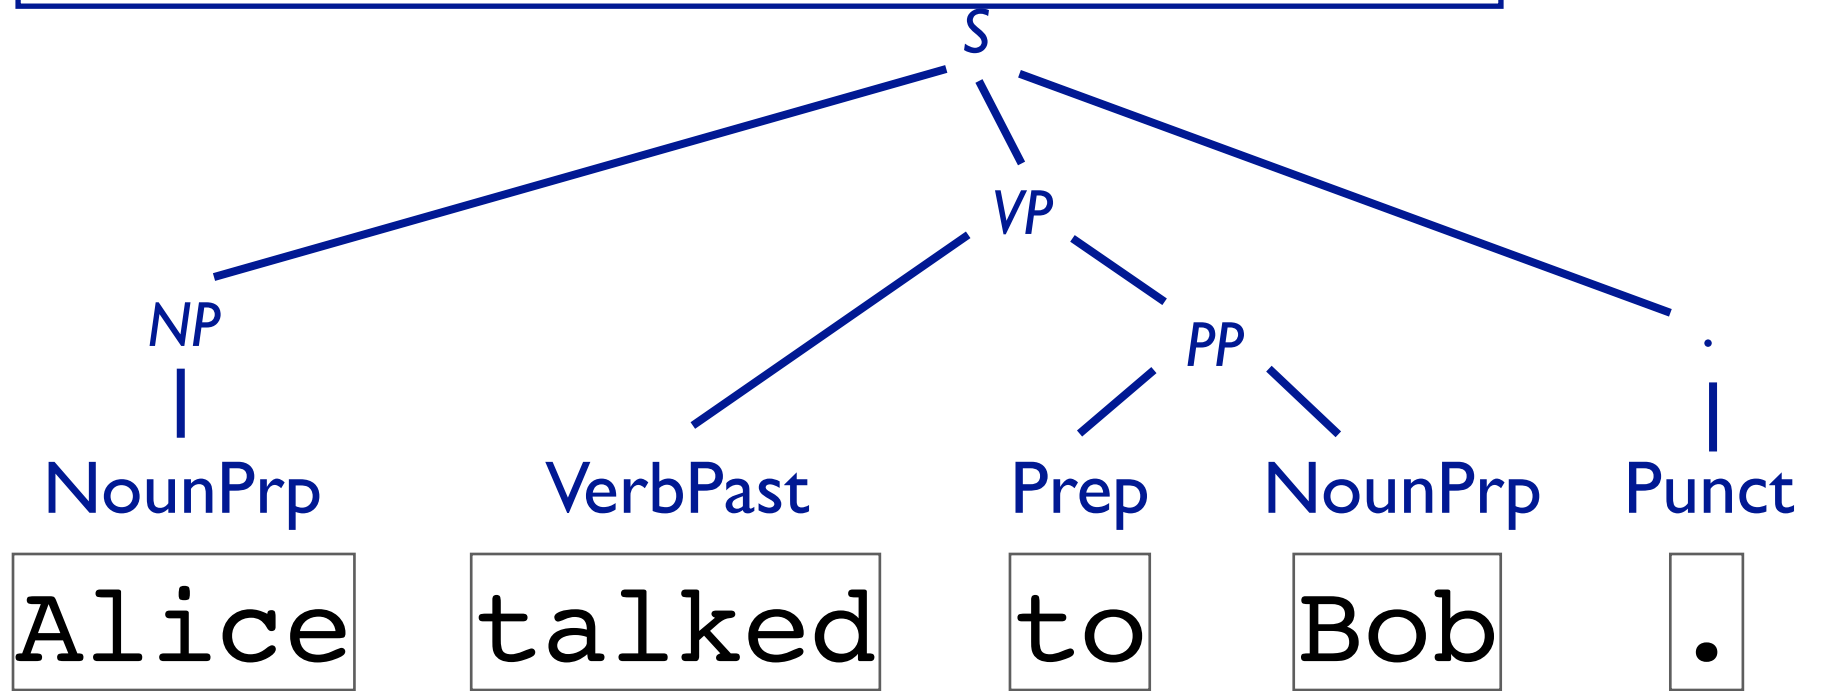 S
VP
NP
PP
.
NounPrp VerbPast Prep NounPrp Punct
Alice talked to Bob .